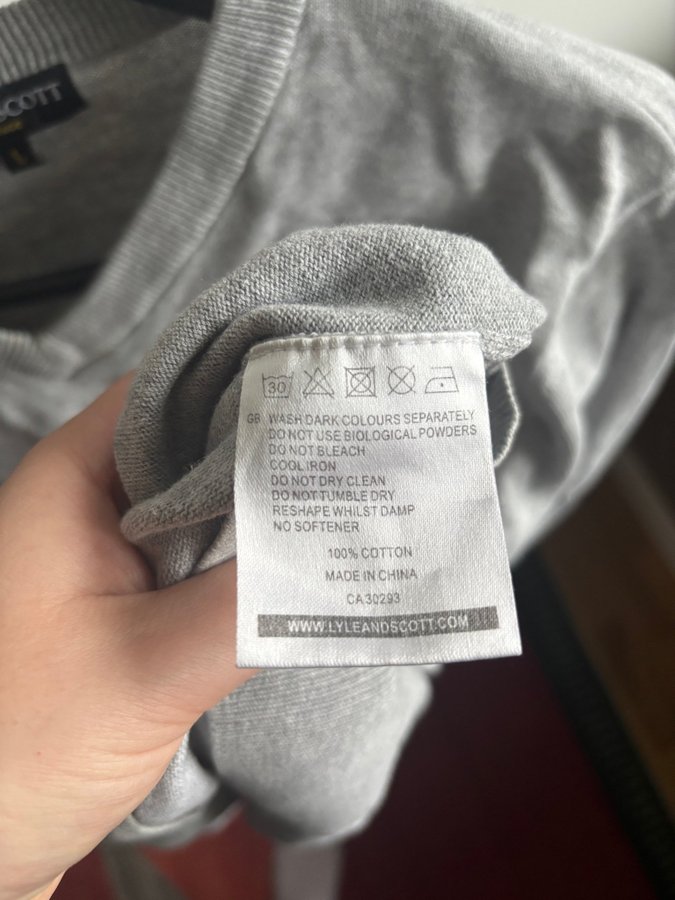 SCOTT
30
GB WASH DARK COLOURS SEPARATELY
DO NOT USE BIOLOGICAL POWDERS
DO NOT BLEACH
COOL IRON
DO NOT DRY CLEAN
DO NOT TUMBLE DRY
RESHAPE WHILST DAMP
NO SOFTENER
100% COTTON
MADE IN CHINA
CA30293
WWW.LYLEANDSCOTT.COM